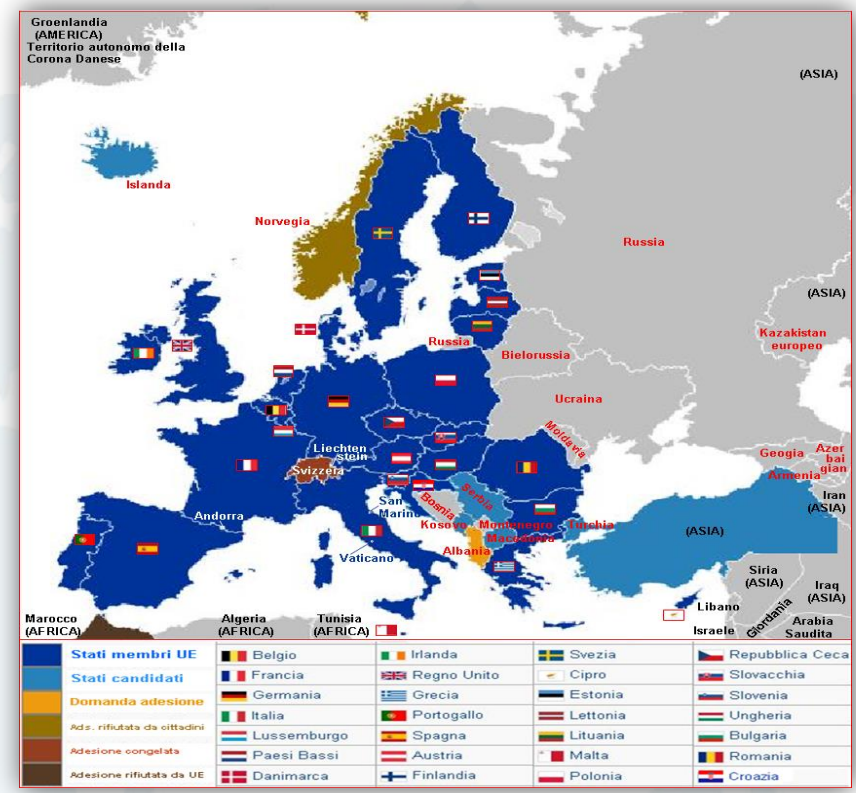 Groenlandia
(AMERICA)
Territorio autonomo della
Corona Danese
(ASIA)
Islanda
Norvegia
Russia
(ASIA)
Kazakistan
europeo
Russia
Bielorussia
Ucraina
Moldavia
Liechten
stein
Svizzera
Geogia
Azer
bai
gian
Armenia
Iran
(ASIA)
Andorra
San
Marino
Bosnia
Serbia
Kosovo
Montenegro
Macedonia
Turchia
(ASIA)
Albania
Vaticano
Siria
(ASIA)
Iraq
(ASIA)
Libano
Giordania
Israele
Arabia
Saudita
Marocco
(AFRICA)
Algeria
(AFRICA)
Tunisia
(AFRICA)
Stati membri UE
Stati candidati
Domanda adesione
Ads. rifiutata da cittadini
Adesione congelata
Adesione rifiutata da UE
Belgio
Francia
Germania
Italia
Lussemburgo
Paesi Bassi
Danimarca
Irlanda
Regno Unito
Grecia
Portogallo
Spagna
Austria
Finlandia
Svezia
Cipro
Estonia
Lettonia
Lituania
Malta
Polonia
Repubblica Ceca
Slovacchia
Slovenia
Ungheria
Bulgaria
Romania
Croazia